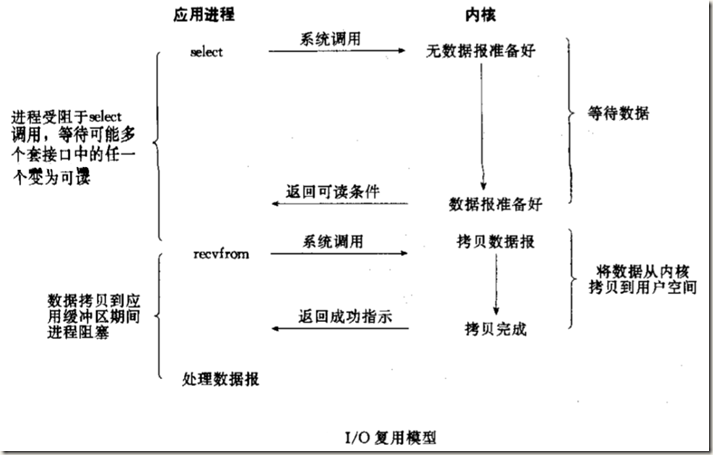 应用进程
内核
select
系统调用
无数据报准备好
进程受阻于select
调用，等待可能多
个套接口中的任一
个变为可读
等待数据
返回可读条件
数据报准备好
recvfrom
系统调用
拷贝数据报
数据拷贝到应
用缓冲区期间
进程阻塞
将数据从内核
拷贝到用户空间
返回成功指示
拷贝完成
处理数据报
I/O 复用模型